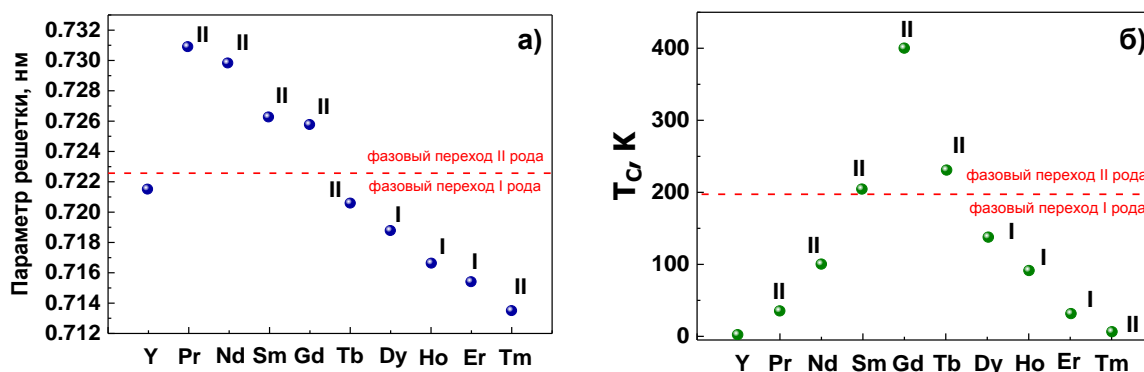 а)
Параметр решетки, нм
0.732
0.730
0.728
0.726
0.724
0.722
0.720
0.718
0.716
0.714
0.712
II
II
II
II
фазовый переход II рода
фазовый переход I рода
II
I
I
I
II
Y Pr Nd Sm Gd Tb Dy Ho Er Tm
б)
TC, К
400
300
200
100
0
II
II
II
фазовый переход II рода
фазовый переход I рода
II
II
I
I
I
II
Y Pr Nd Sm Gd Tb Dy Ho Er Tm